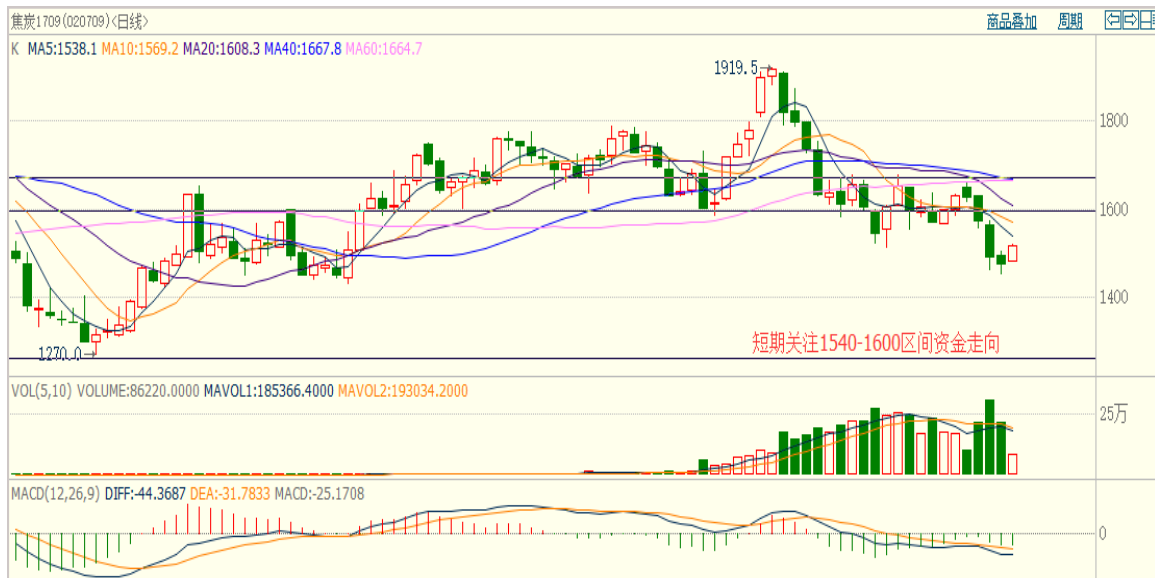 焦炭1709(020709)<日线> 商品叠加 周期
K MA5:1538.1 MA10:1569.2 MA20:1608.3 MA40:1667.8 MA60:1664.7
1919.5
1800
1600
1400
短期关注1540-1600区间资金走向
1270.0
VOL(5,10) VOLUME:86220.0000 MAVOL1:185366.4000 MAVOL2:193034.2000
25万
MACD(12,26,9) DIFF:-44.3687 DEA:-31.7833 MACD:-25.1708
0